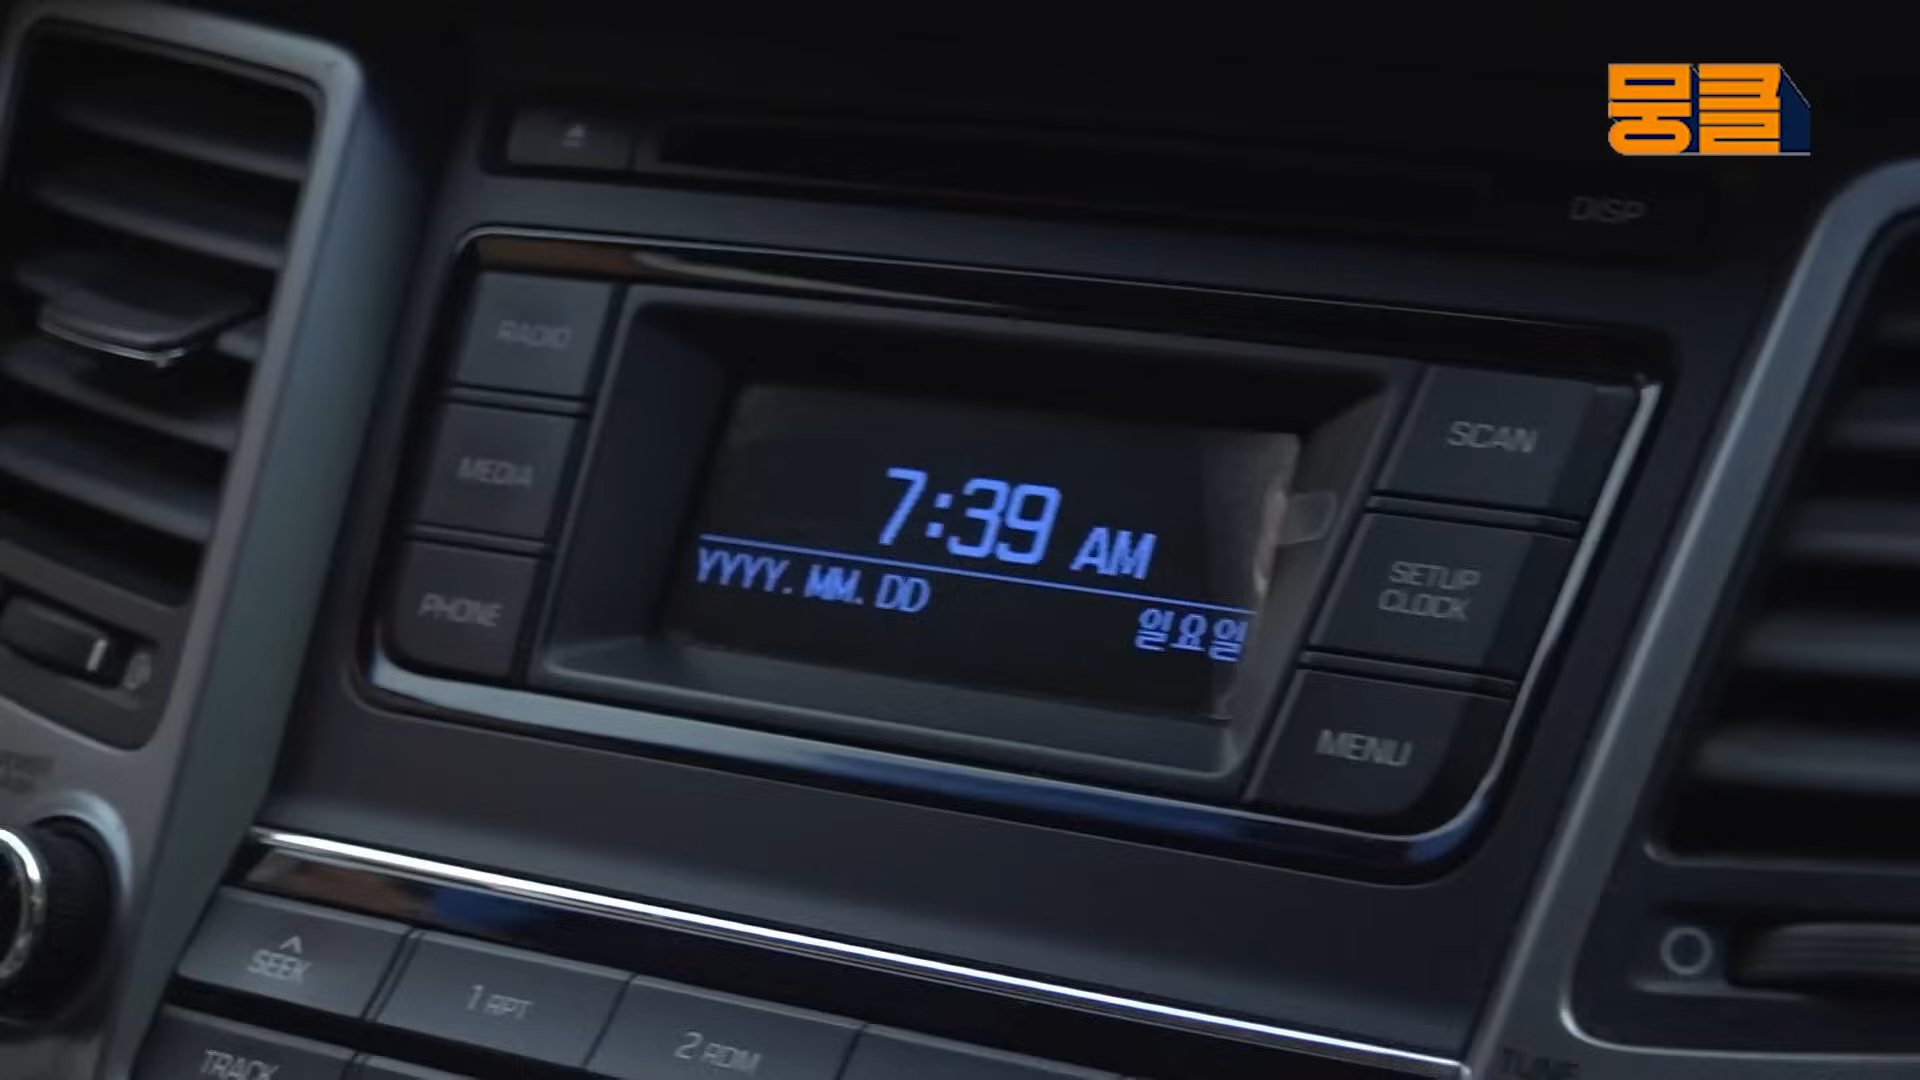 뭉클
DISP
RADIO
SCAN
7:39 AM
MEDIA
YYYY. MM. DD
일요일
SETUP
CLOCK
PHONE
MENU
SEEK
1 RPT
2 RDM
TRACK
TUNE